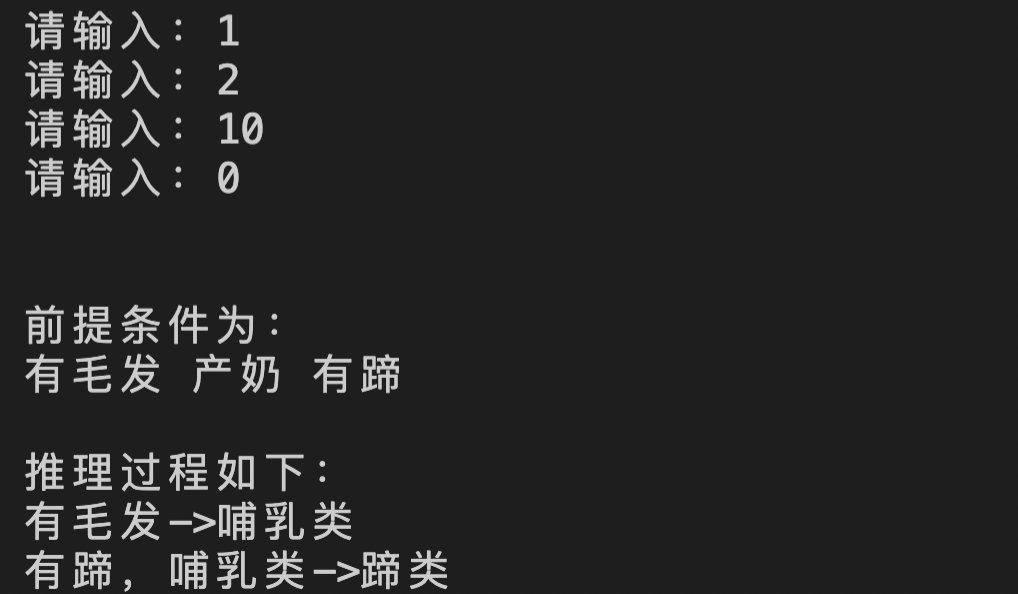 请输入：1
请输入：2
请输入：10
请输入：0
前提条件为：
有毛发 产奶 有蹄
推理过程如下：
有毛发->哺乳类
有蹄, 哺乳类->蹄类